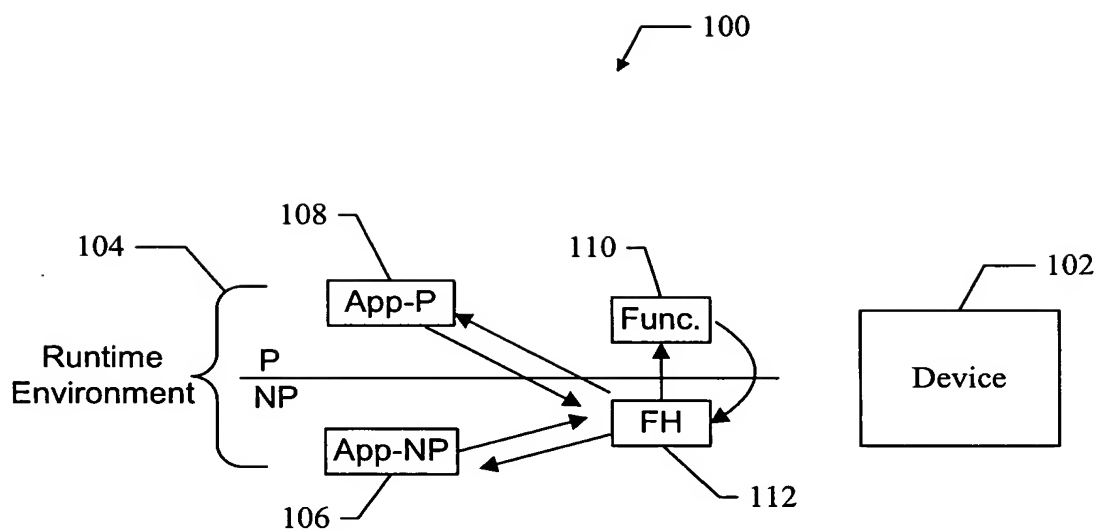 100
108
104
110
102
App-P
Func.
Runtime
Environment
P
NP
Device
FH
App-NP
106
112